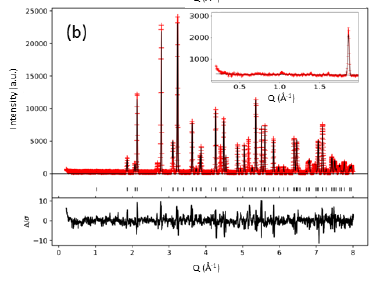 Q (Å⁻¹)
(b)
25000
20000
15000
10000
5000
0
Intensity (a.u.)
3000
2000
1000
0.5 1.0 1.5
Q (Å⁻¹)
10
0
−10
Δ/σ
0 1 2 3 4 5 6 7 8
Q (Å⁻¹)